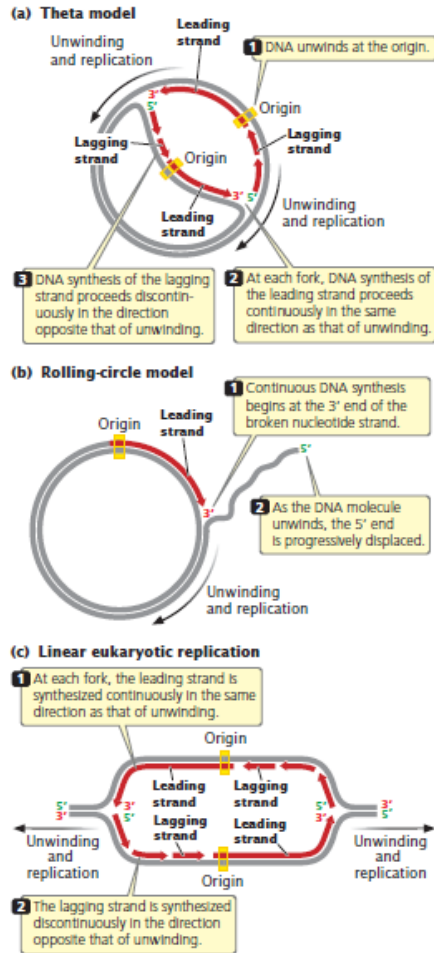 (a) Theta model
Unwinding
and replication
Leading
strand
1 DNA unwinds at the origin.
3′
5′
Origin
Lagging
strand
Origin
Lagging
strand
Leading
strand
3′ 5′
Unwinding
and replication
3 DNA synthesis of the lagging
strand proceeds discontin-
uously in the direction
opposite that of unwinding.
2 At each fork, DNA synthesis of
the leading strand proceeds
continuously in the same
direction as that of unwinding.
(b) Rolling-circle model
1 Continuous DNA synthesis
begins at the 3′ end of the
broken nucleotide strand.
Origin
Leading
strand
3′
5′
2 As the DNA molecule
unwinds, the 5′ end
is progressively displaced.
Unwinding
and replication
(c) Linear eukaryotic replication
1 At each fork, the leading strand is
synthesized continuously in the same
direction as that of unwinding.
Origin
Leading
strand
Lagging
strand
5′
3′
3′
5′
5′
3′
3′
5′
Lagging
strand
Leading
strand
Unwinding
and
replication
Origin
Unwinding
and
replication
2 The lagging strand is synthesized
discontinuously in the direction
opposite that of unwinding.